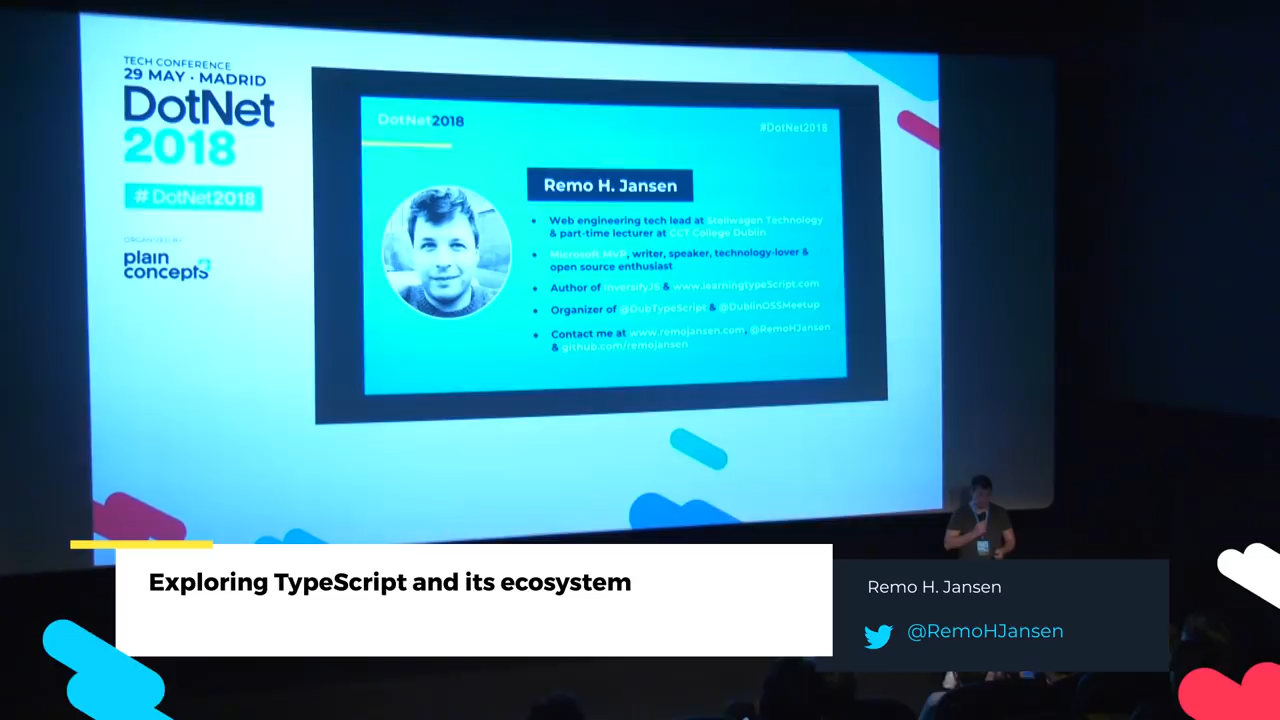 TECH CONFERENCE
29 MAY · MADRID
DotNet
2018
#DotNet2018
ORGANIZED BY
plain
concepts
DotNet2018
#DotNet2018
Remo H. Jansen
• Web engineering tech lead at Stellwagen Technology
& part-time lecturer at CCT College Dublin
• Microsoft MVP, writer, speaker, technology-lover &
open source enthusiast
• Author of InversifyJS & www.learningtypeScript.com
• Organizer of @DubTypeScript & @DublinOSSMeetup
• Contact me at www.remojansen.com, @RemoHJansen
& github.com/remojansen
Exploring TypeScript and its ecosystem
Remo H. Jansen
@RemoHJansen